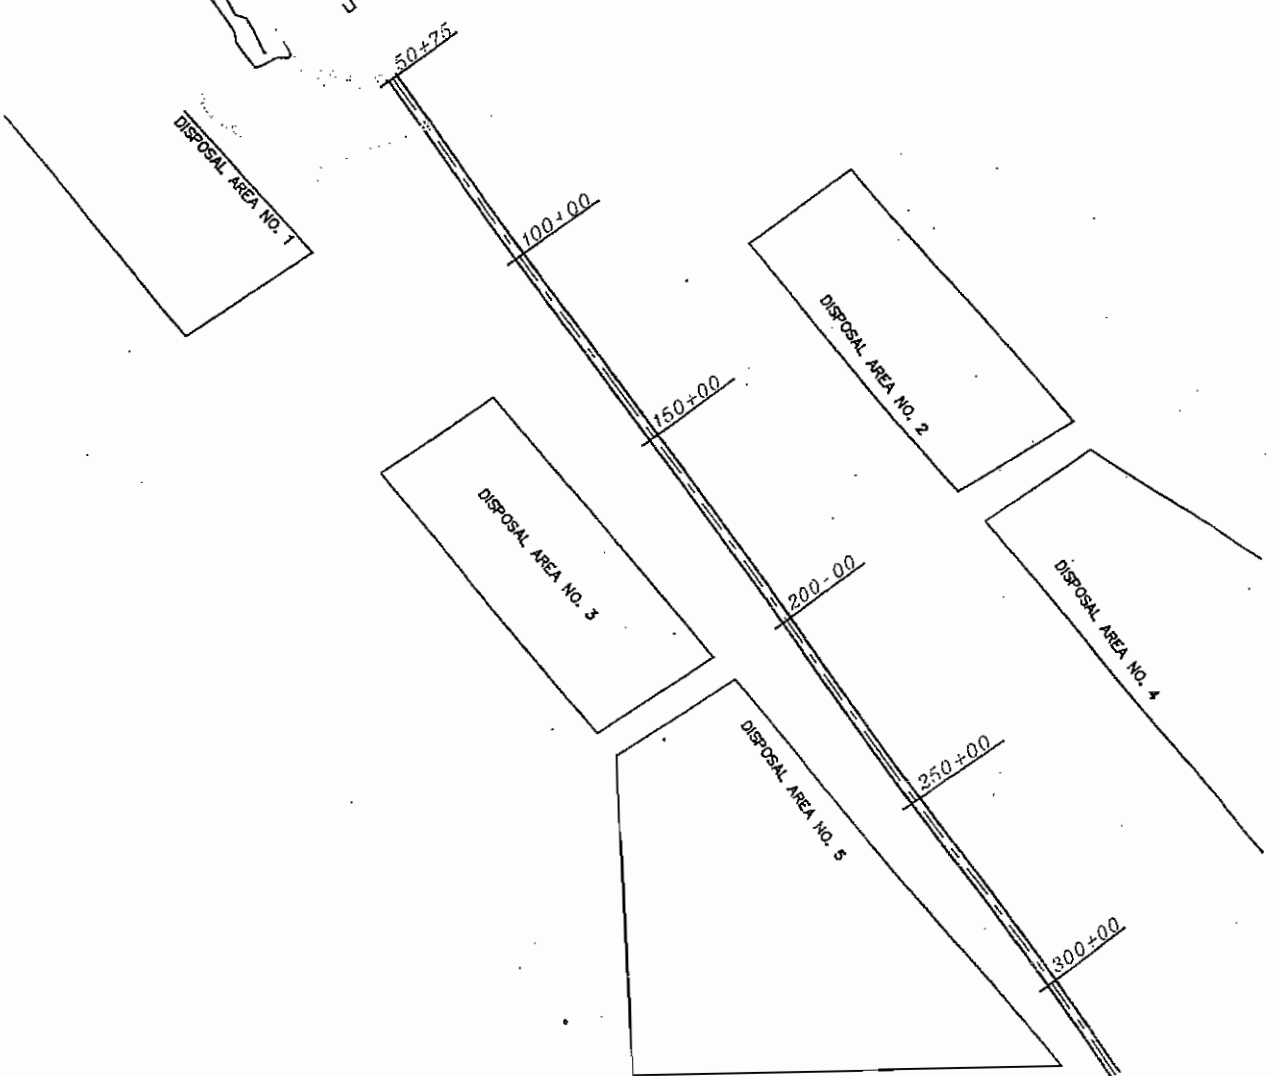 50+75
DISPOSAL AREA NO. 1
100+00
DISPOSAL AREA NO. 2
150+00
DISPOSAL AREA NO. 3
200-00
DISPOSAL AREA NO. 4
250+00
DISPOSAL AREA NO. 5
300+00